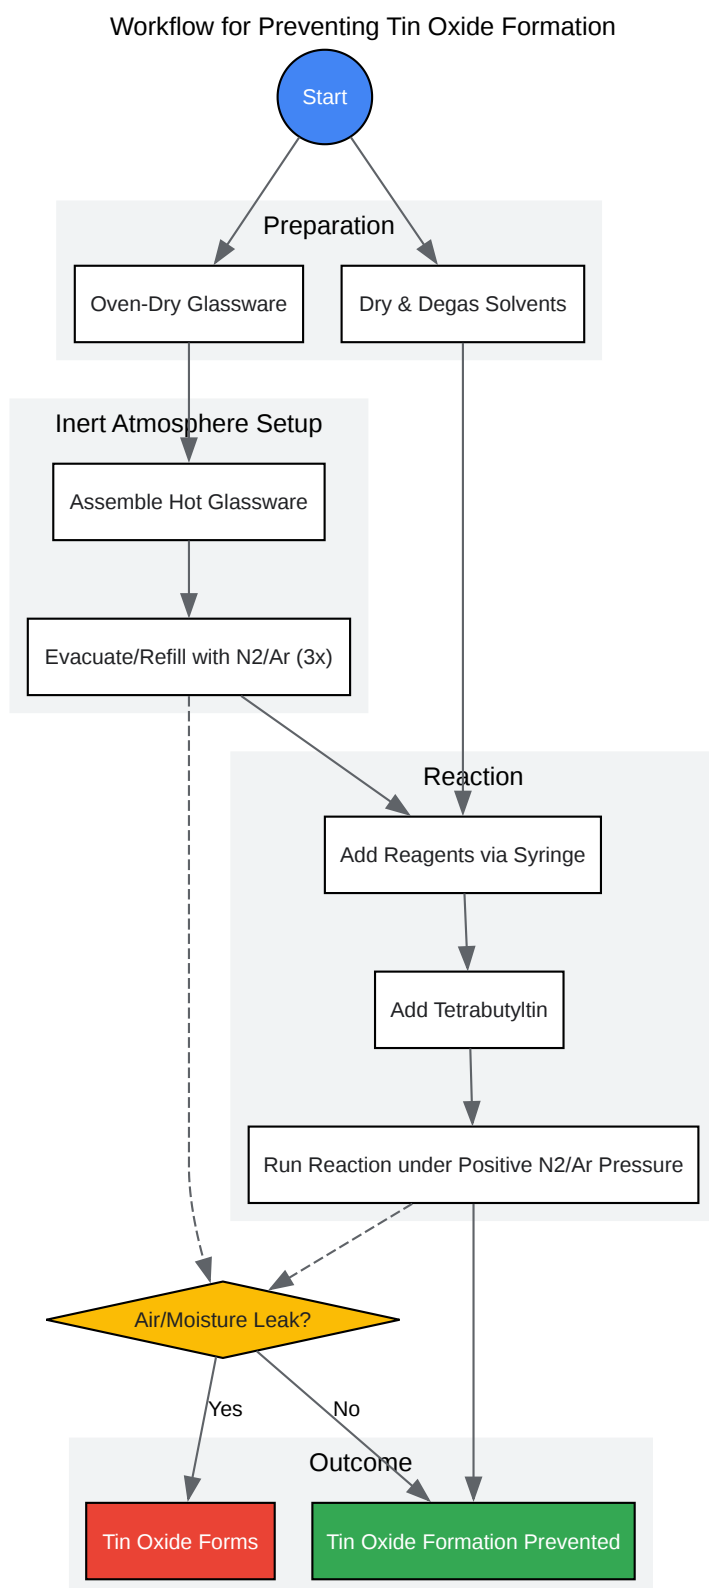 Workflow for Preventing Tin Oxide Formation
Start
Preparation
Oven-Dry Glassware
Dry & Degas Solvents
Inert Atmosphere Setup
Assemble Hot Glassware
Evacuate/Refill with N2/Ar (3x)
Reaction
Add Reagents via Syringe
Add Tetrabutyltin
Run Reaction under Positive N2/Ar Pressure
Air/Moisture Leak?
Yes
No
Outcome
Tin Oxide Forms
Tin Oxide Formation Prevented